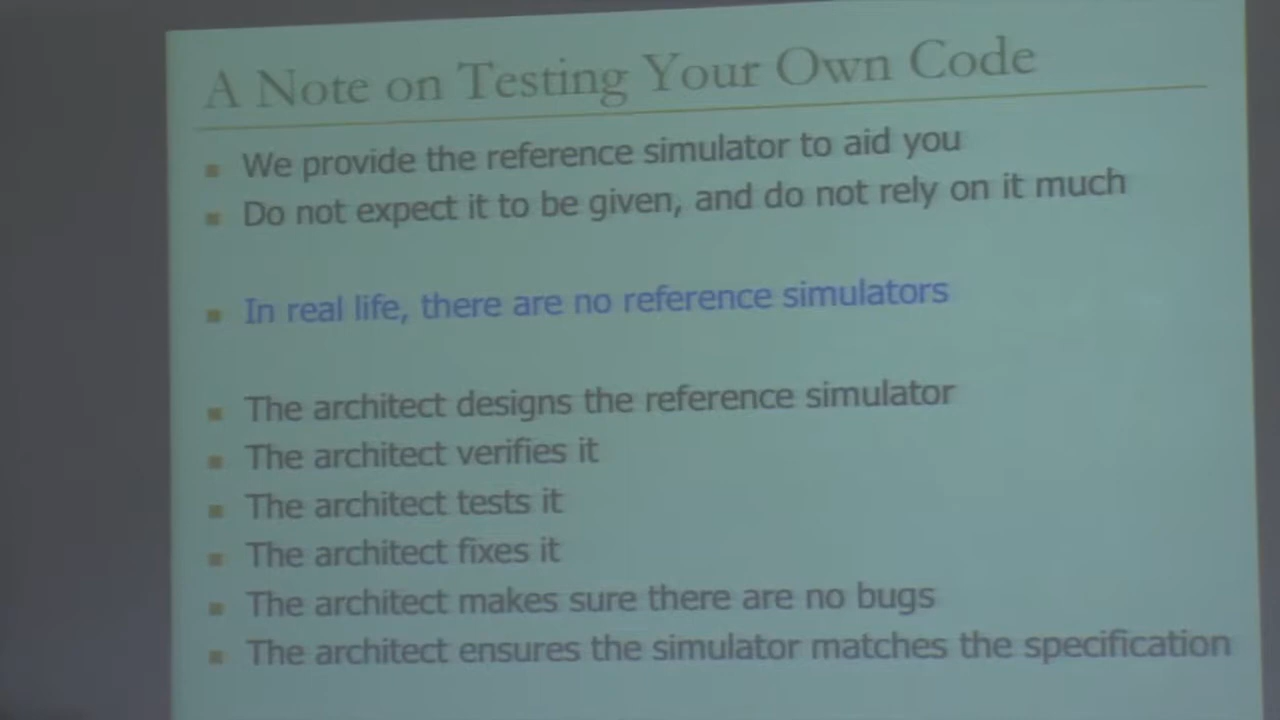 A Note on Testing Your Own Code
We provide the reference simulator to aid you
Do not expect it to be given, and do not rely on it much
In real life, there are no reference simulators
The architect designs the reference simulator
The architect verifies it
The architect tests it
The architect fixes it
The architect makes sure there are no bugs
The architect ensures the simulator matches the specification